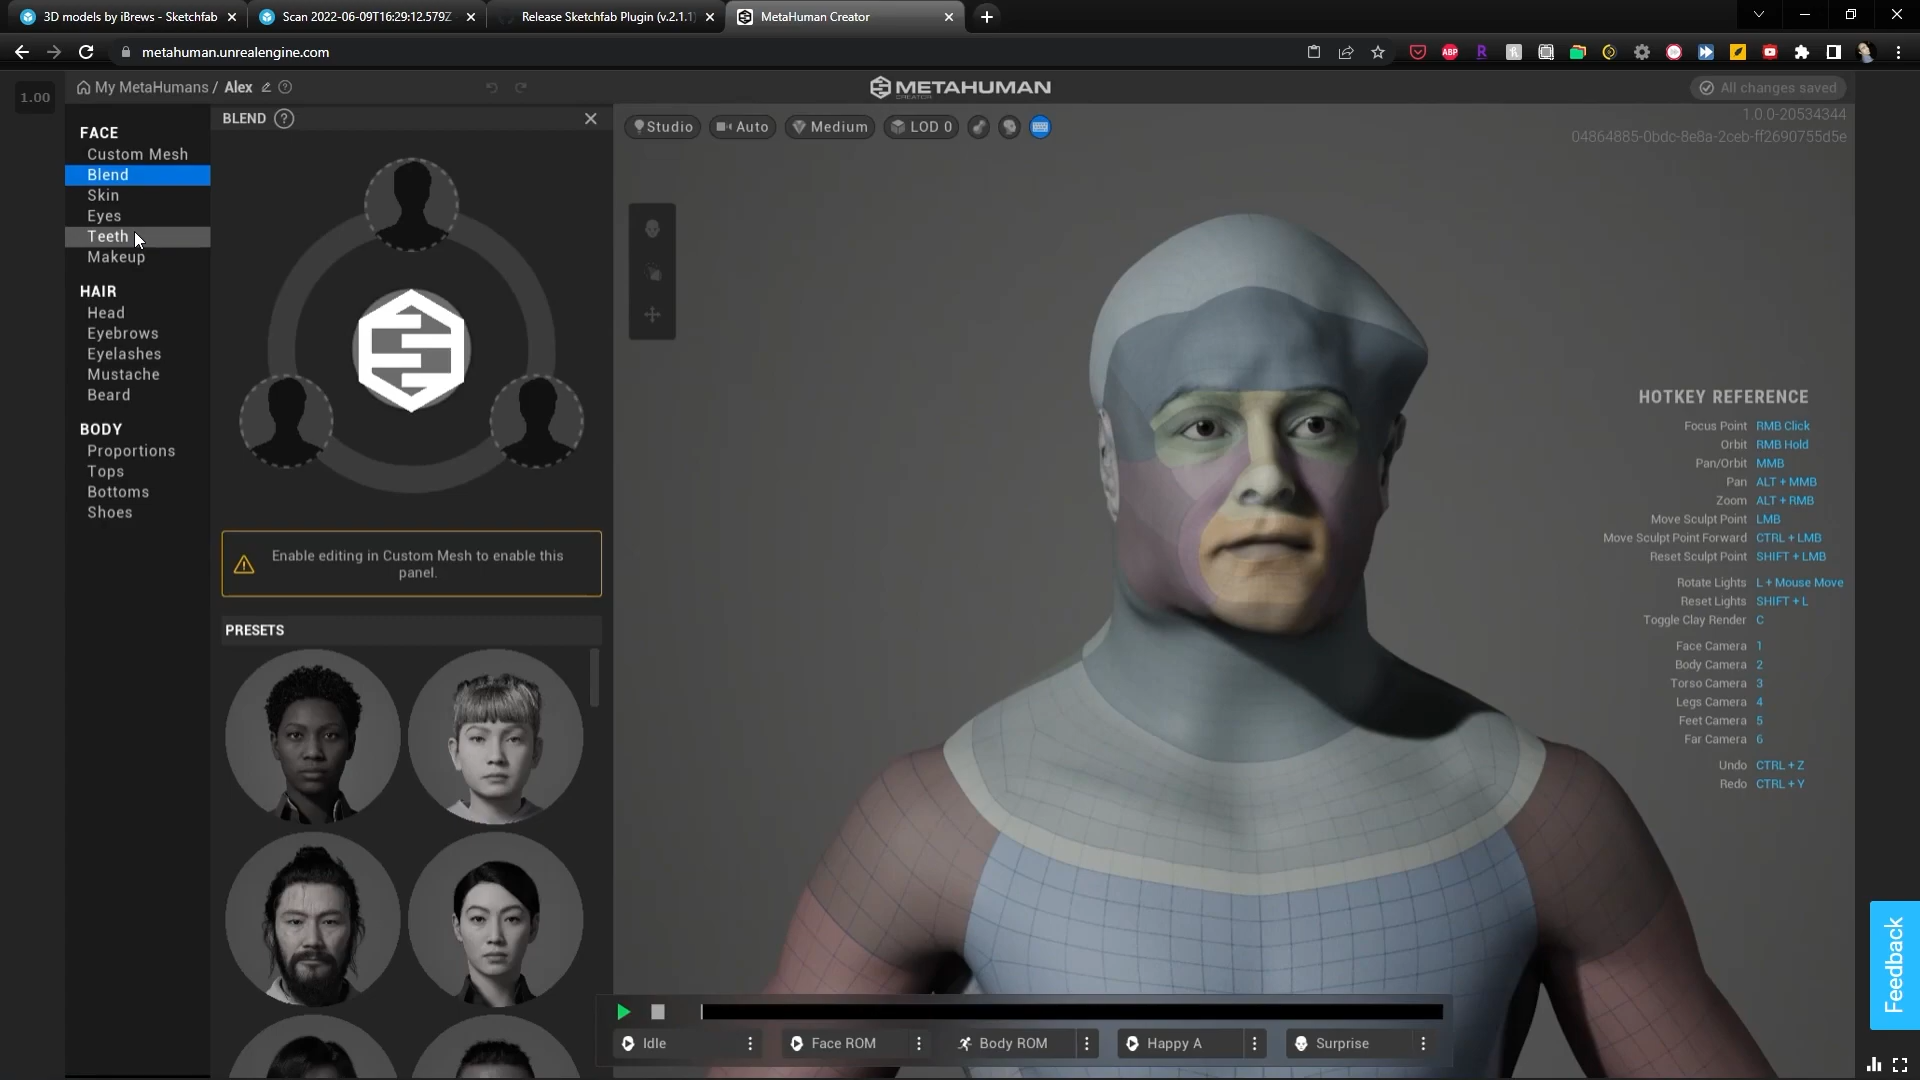 3D models by iBrews - Sketchfab
Scan 2022-06-09T16:29:12.579Z
Release Sketchfab Plugin (v.2.1.1)
MetaHuman Creator
metahuman.unrealengine.com
ABP
R
1.00
My MetaHumans / Alex
METAHUMAN
CREATOR
All changes saved
1.0.0-20534344
04864885-0bdc-8e8a-2ceb-ff2690755d5e
FACE
Custom Mesh
Blend
Skin
Eyes
Teeth
Makeup
HAIR
Head
Eyebrows
Eyelashes
Mustache
Beard
BODY
Proportions
Tops
Bottoms
Shoes
BLEND
Enable editing in Custom Mesh to enable this
panel.
PRESETS
Studio
Auto
Medium
LOD 0
HOTKEY REFERENCE
Focus Point RMB Click
Orbit RMB Hold
Pan/Orbit MMB
Pan ALT + MMB
Zoom ALT + RMB
Move Sculpt Point LMB
Move Sculpt Point Forward CTRL + LMB
Reset Sculpt Point SHIFT + LMB
Rotate Lights L + Mouse Move
Reset Lights SHIFT + L
Toggle Clay Render C
Face Camera 1
Body Camera 2
Torso Camera 3
Legs Camera 4
Feet Camera 5
Far Camera 6
Undo CTRL + Z
Redo CTRL + Y
Idle
Face ROM
Body ROM
Happy A
Surprise
Feedback